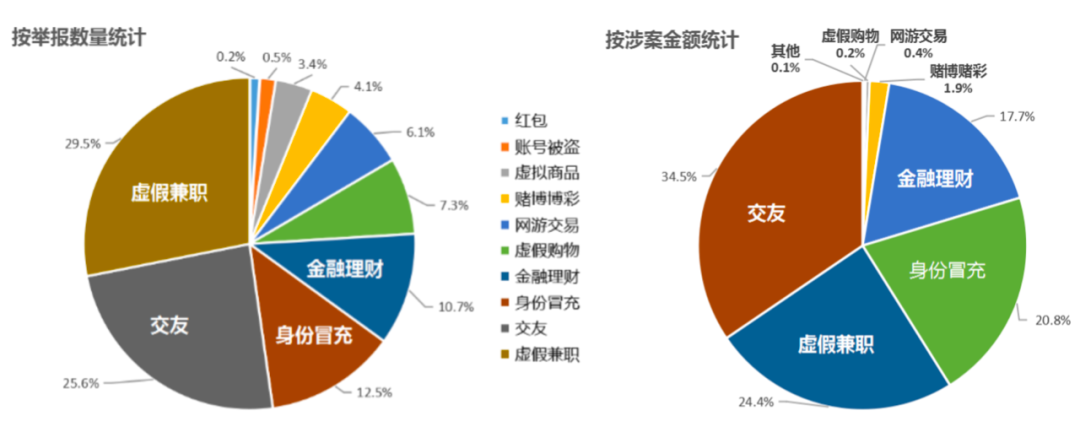 按举报数量统计
0.2%
0.5%
3.4%
4.1%
6.1%
7.3%
10.7%
12.5%
25.6%
29.5%
虚假兼职
金融理财
交友
身份冒充
红包
账号被盗
虚拟商品
赌博博彩
网游交易
虚假购物
金融理财
身份冒充
交友
虚假兼职
按涉案金额统计
其他
0.1%
虚假购物
0.2%
网游交易
0.4%
赌博赌彩
1.9%
17.7%
20.8%
24.4%
34.5%
金融理财
交友
身份冒充
虚假兼职